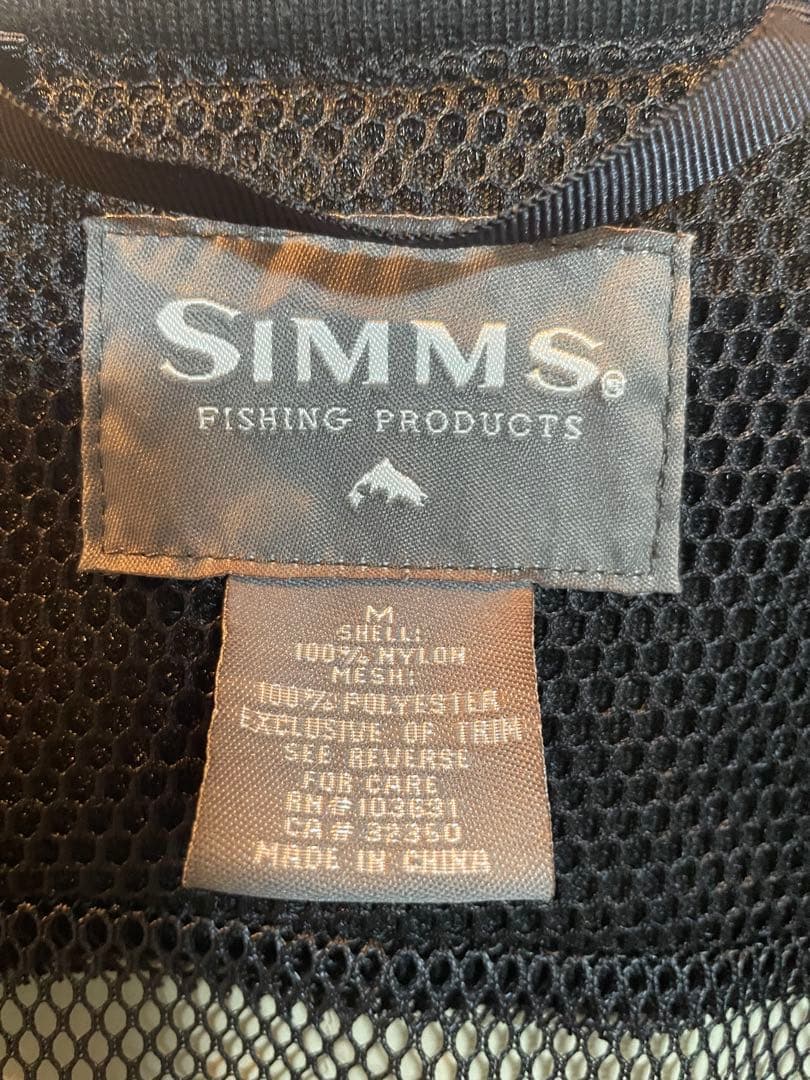 SIMMS®
FISHING PRODUCTS
M
SHELL:
100% NYLON
MESH:
100% POLYESTER
EXCLUSIVE OF TRIM
SEE REVERSE
FOR CARE
RN# 103631
CA# 32350
MADE IN CHINA